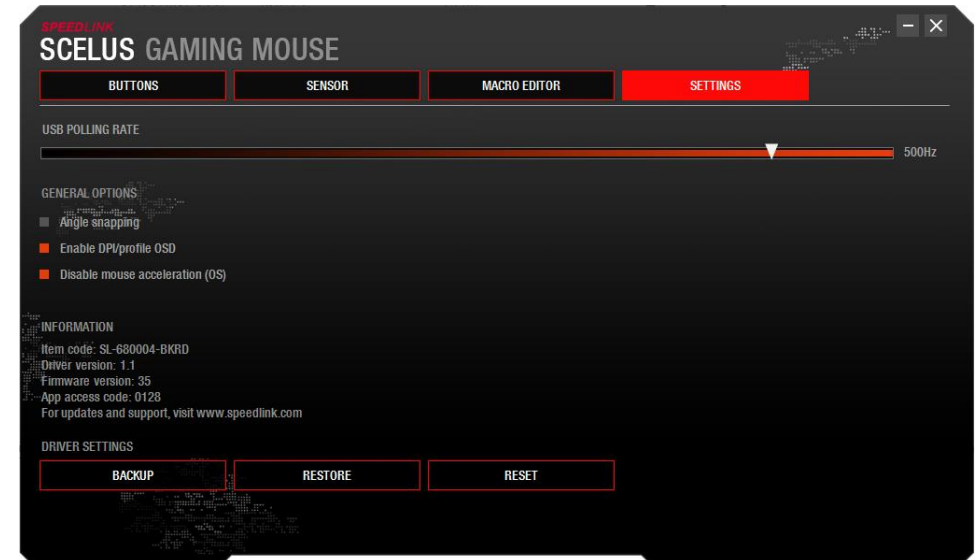 SPEEDLINK
SCELUS GAMING MOUSE
BUTTONS SENSOR MACRO EDITOR SETTINGS
USB POLLING RATE
500Hz
GENERAL OPTIONS
Angle snapping
Enable DPI/profile OSD
Disable mouse acceleration (OS)
INFORMATION
Item code: SL-680004-BKRD
Driver version: 1.1
Firmware version: 35
App access code: 0128
For updates and support, visit www.speedlink.com
DRIVER SETTINGS
BACKUP RESTORE RESET